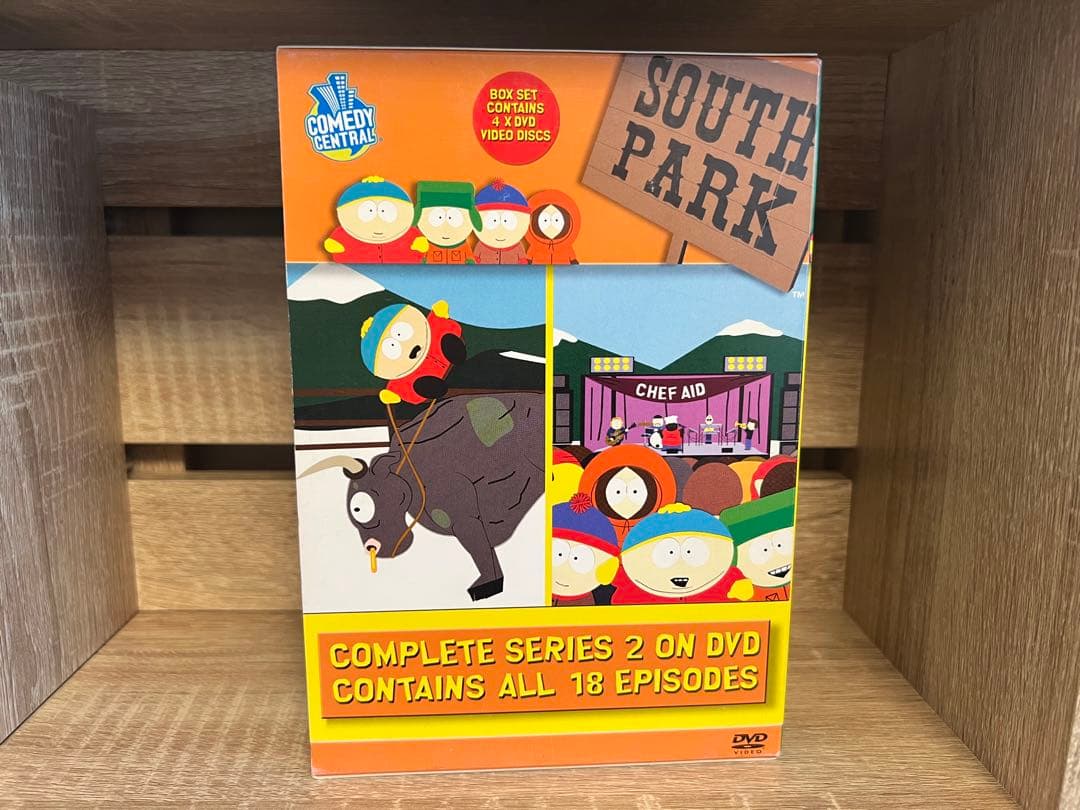 COMEDY
CENTRAL
BOX SET
CONTAINS
4 X DVD
VIDEO DISCS
SOUTH
PARK
TM
CHEF AID
COMPLETE SERIES 2 ON DVD
CONTAINS ALL 18 EPISODES
DVD
VIDEO